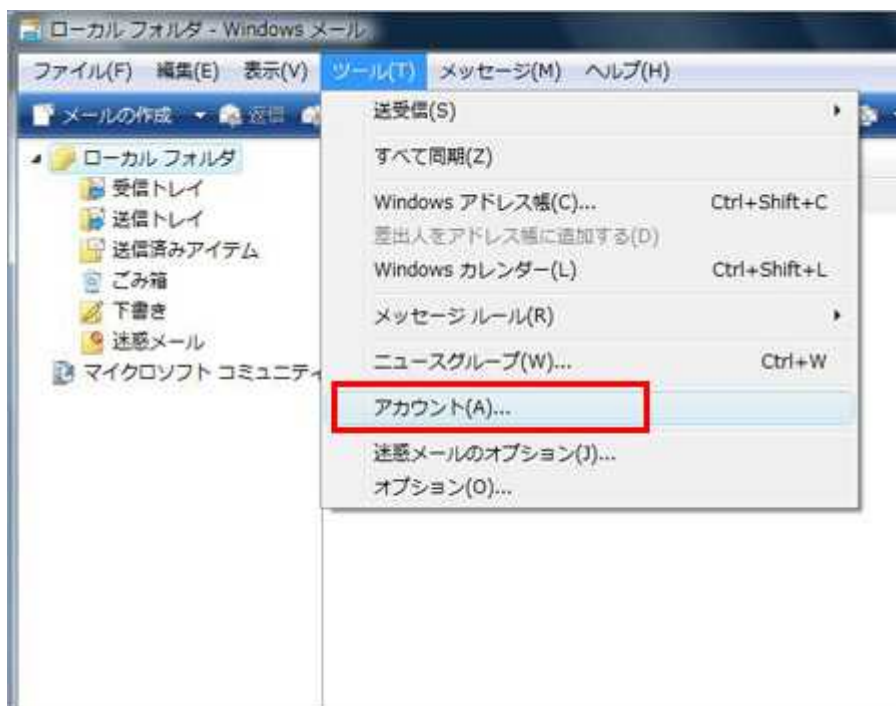 ローカル フォルダ - Windows メール
ファイル(F) 編集(E) 表示(V) ツール(T) メッセージ(M) ヘルプ(H)
メールの作成 返信
ローカル フォルダ
受信トレイ
送信トレイ
送信済みアイテム
ごみ箱
下書き
迷惑メール
マイクロソフト コミュニティ
送受信(S)
すべて同期(Z)
Windows アドレス帳(C)... Ctrl+Shift+C
差出人をアドレス帳に追加する(D)
Windows カレンダー(L) Ctrl+Shift+L
メッセージ ルール(R)
ニュースグループ(W)... Ctrl+W
アカウント(A)...
迷惑メールのオプション(J)...
オプション(O)...